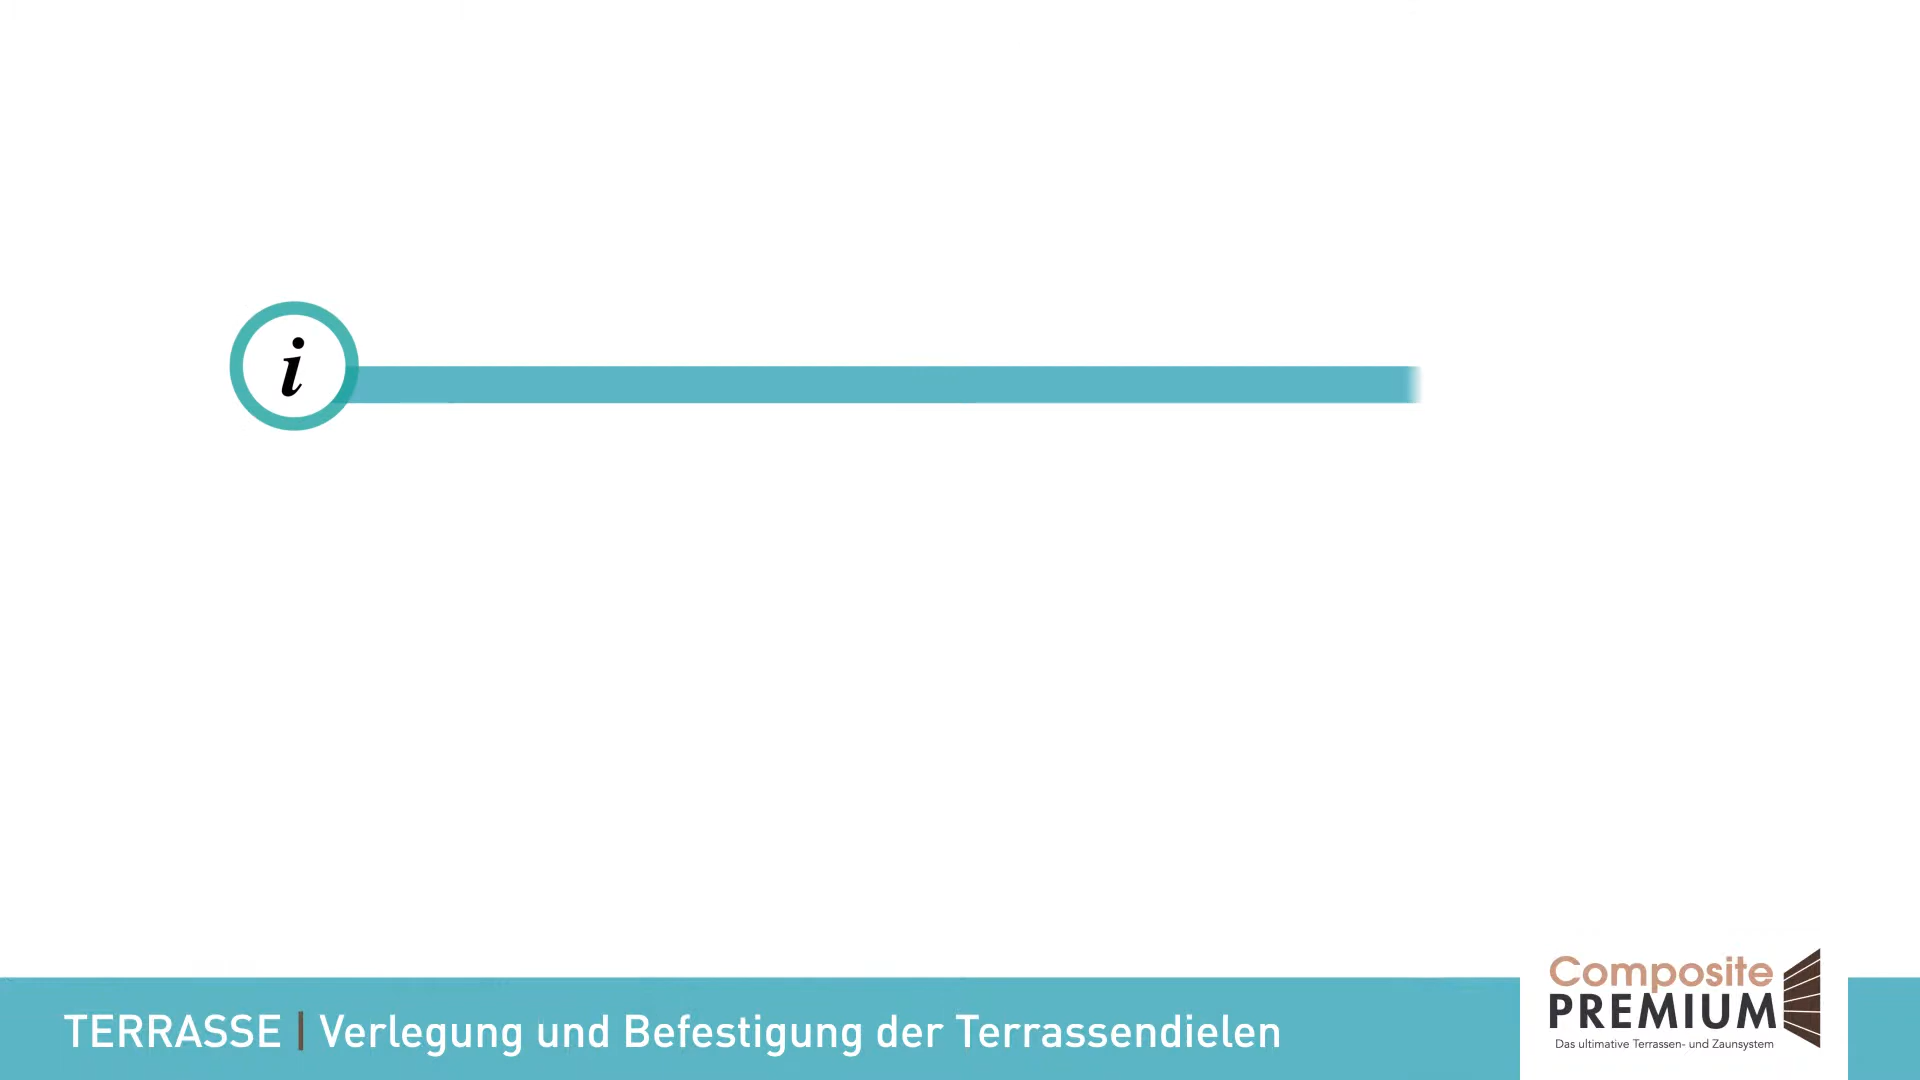 i
TERRASSE | Verlegung und Befestigung der Terrassendielen
Composite
PREMIUM
Das ultimative Terrassen- und Zaunsystem